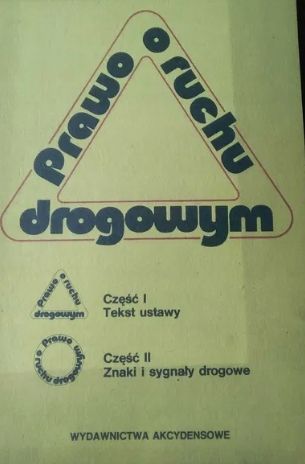 Prawo o ruchu
drogowym
Prawo o ruchu
drogowym
Część I
Tekst ustawy
Prawo o ruchu drogowym
Część II
Znaki i sygnały drogowe
WYDAWNICTWA AKCYDENSOWE